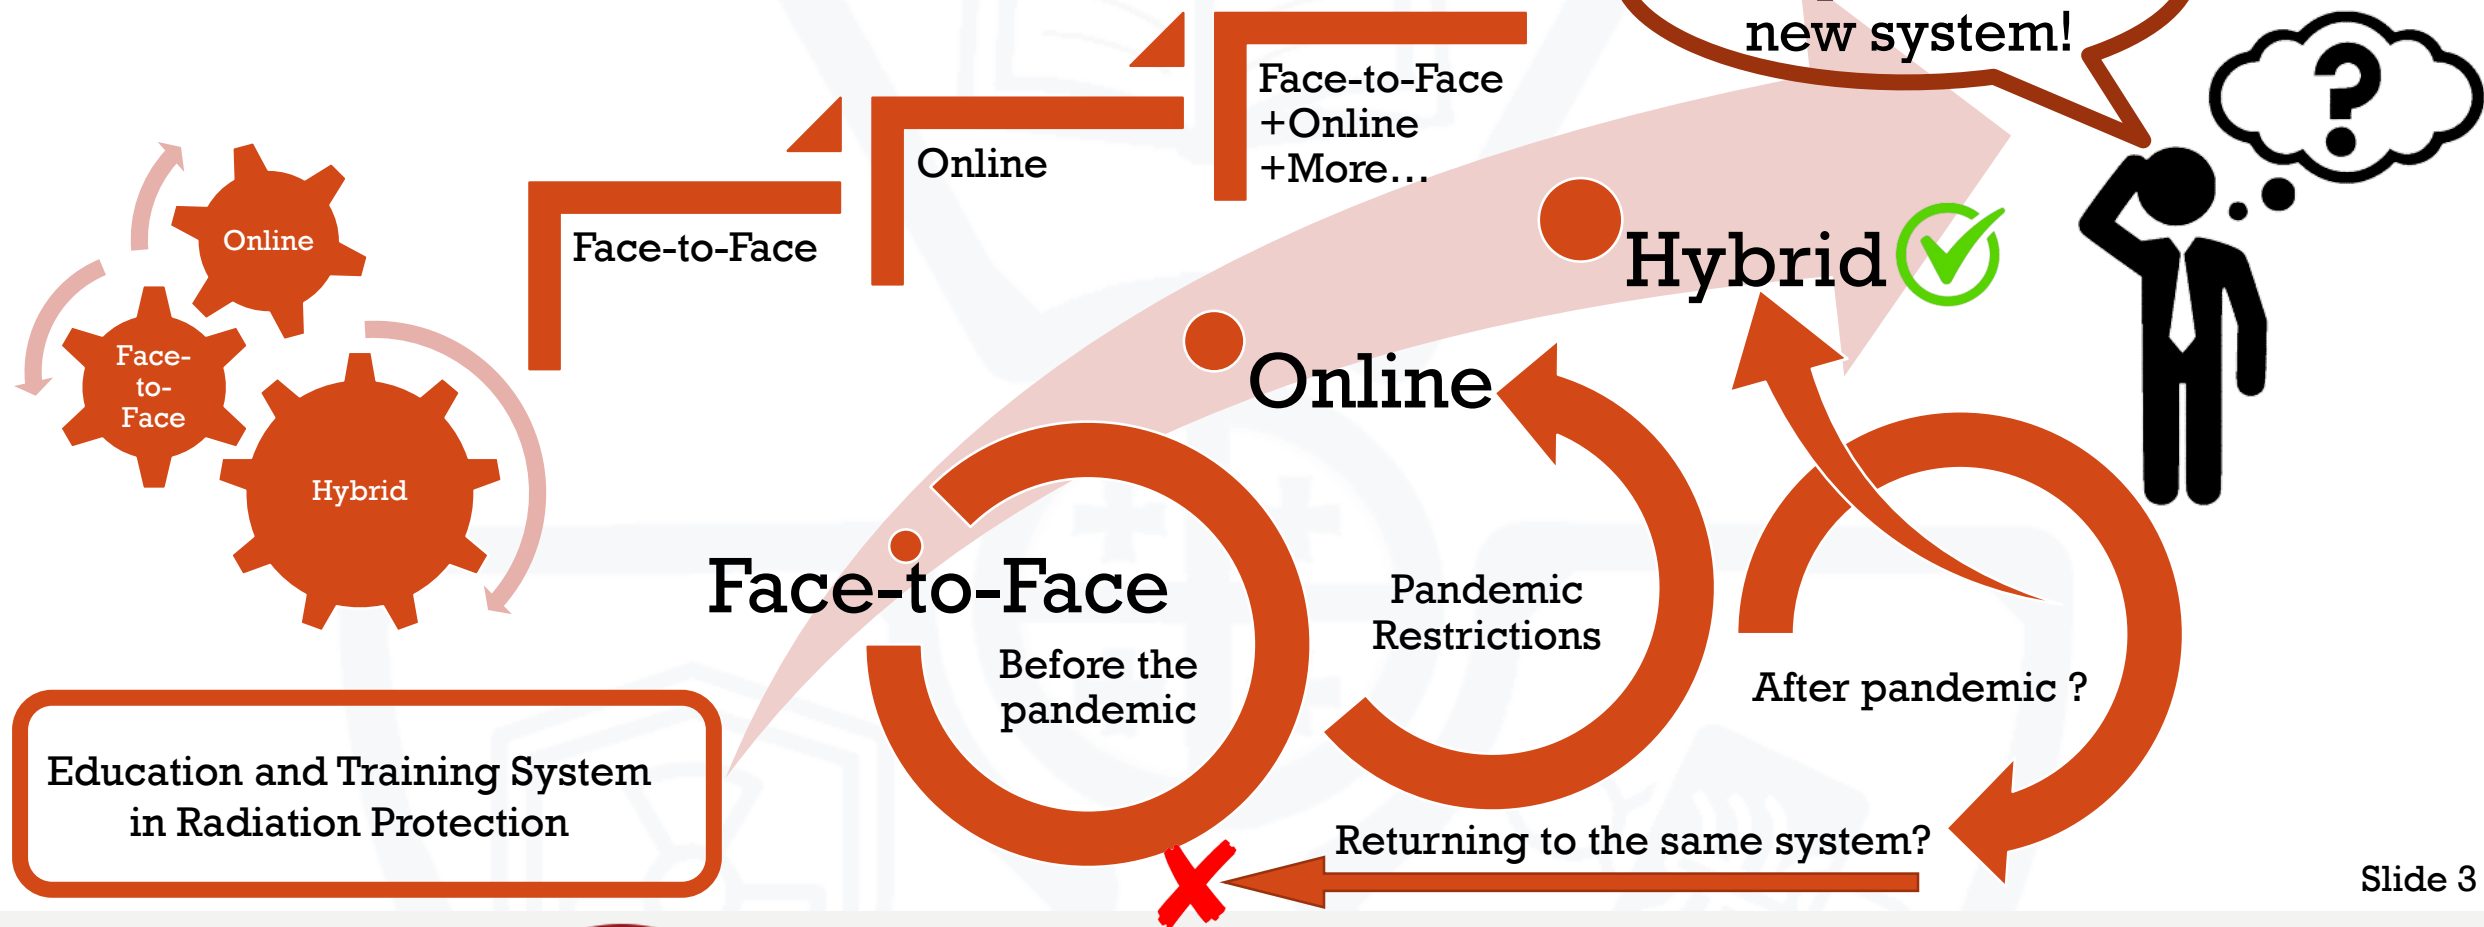 new system!
?
Face-to-Face
+Online
+More...
Online
Face-to-Face
Online
Face-
to-
Face
Hybrid
Hybrid
Online
Face-to-Face
Before the
pandemic
Pandemic
Restrictions
After pandemic ?
Education and Training System
in Radiation Protection
Returning to the same system?
Slide 3